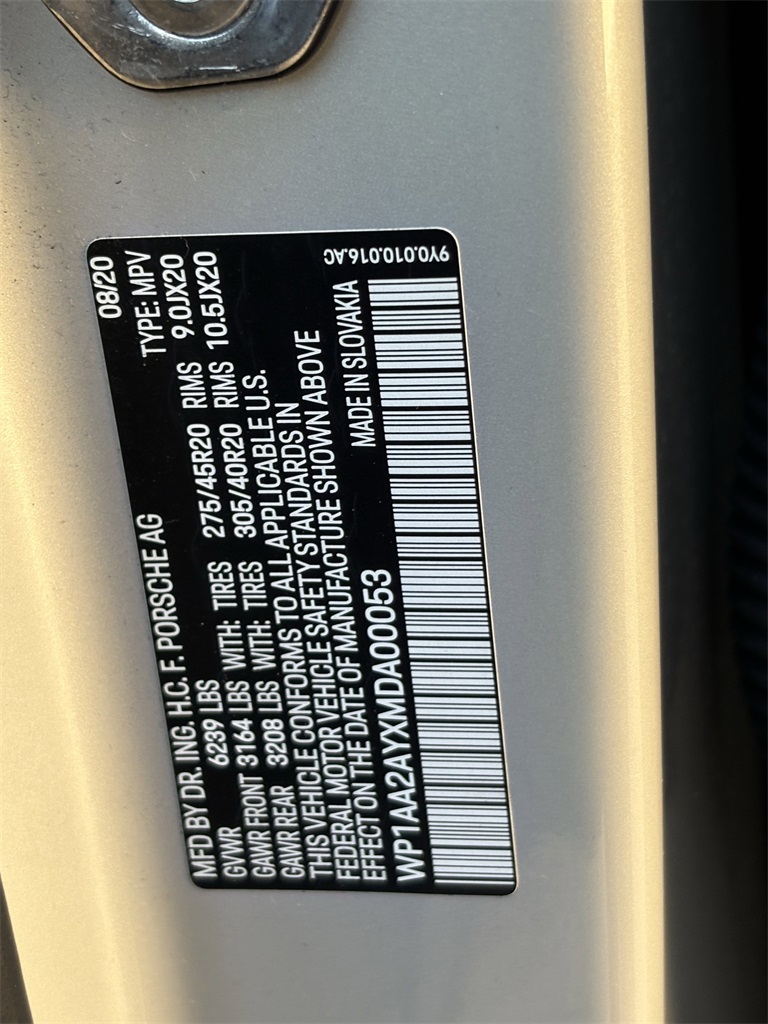 MFD BY DR. ING. H.C. F. PORSCHE AG 08/20
GVWR 6239 LBS TYPE: MPV
GAWR FRONT 3164 LBS WITH: TIRES 275/45R20 RIMS 9.0JX20
GAWR REAR 3208 LBS WITH: TIRES 305/40R20 RIMS 10.5JX20
THIS VEHICLE CONFORMS TO ALL APPLICABLE U.S.
FEDERAL MOTOR VEHICLE SAFETY STANDARDS IN
EFFECT ON THE DATE OF MANUFACTURE SHOWN ABOVE
WP1AA2AYXMDA00053 MADE IN SLOVAKIA
9Y0.010.016.AC